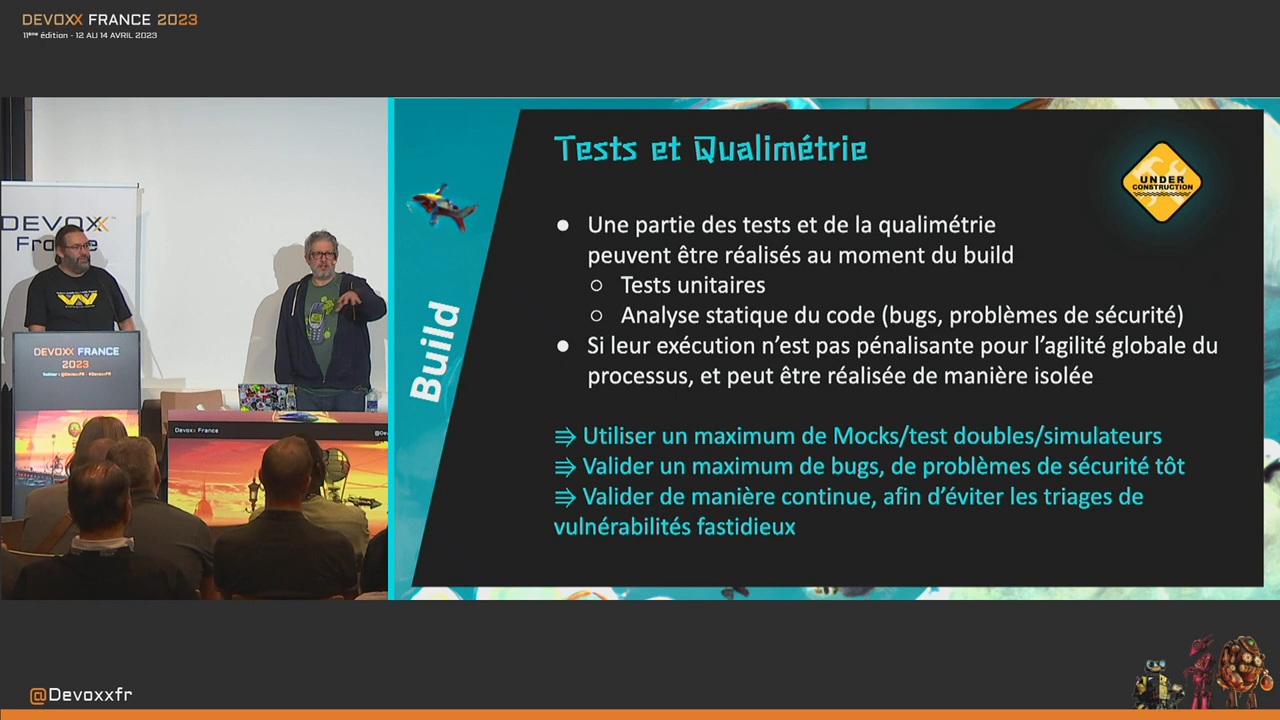 DEVOXX FRANCE 2023
11ème édition - 12 AU 14 AVRIL 2023
DEVOXX
France
DEVOXX FRANCE
2023
Twitter : @DevoxxFR - #DevoxxFR
Devoxx France
Build
Tests et Qualimétrie
UNDER
CONSTRUCTION
● Une partie des tests et de la qualimétrie
peuvent être réalisés au moment du build
○ Tests unitaires
○ Analyse statique du code (bugs, problèmes de sécurité)
● Si leur exécution n’est pas pénalisante pour l’agilité globale du
processus, et peut être réalisée de manière isolée
⇛ Utiliser un maximum de Mocks/test doubles/simulateurs
⇛ Valider un maximum de bugs, de problèmes de sécurité tôt
⇛ Valider de manière continue, afin d’éviter les triages de
vulnérabilités fastidieux
@Devoxxfr